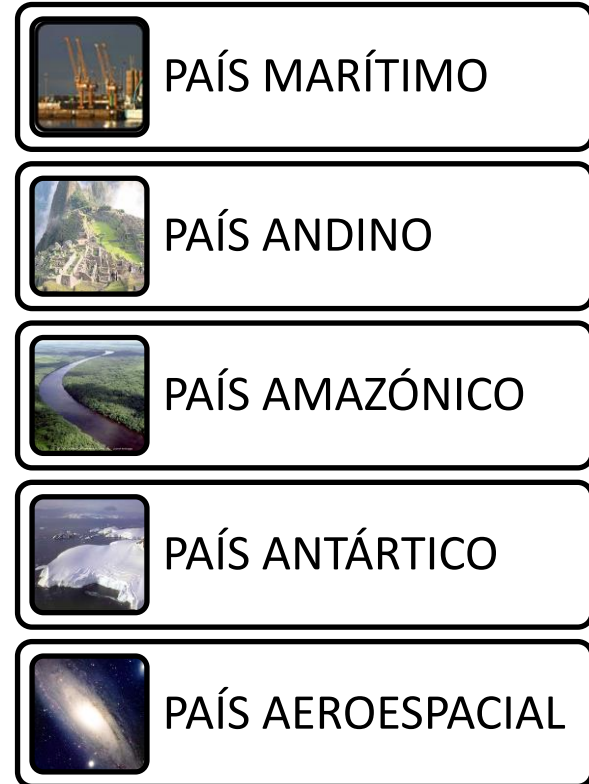 PAÍS MARÍTIMO
PAÍS ANDINO
PAÍS AMAZÓNICO
PAÍS ANTÁRTICO
PAÍS AEROESPACIAL